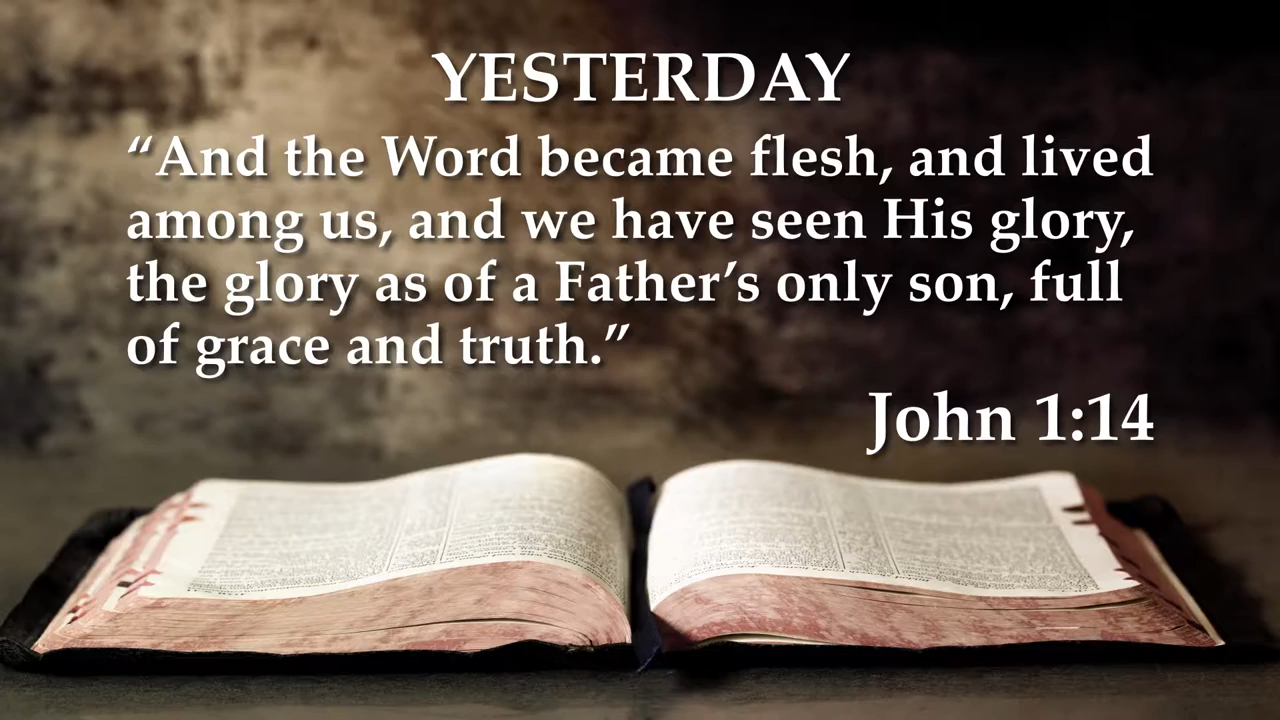 YESTERDAY
“And the Word became flesh, and lived
among us, and we have seen His glory,
the glory as of a Father’s only son, full
of grace and truth.”
John 1:14